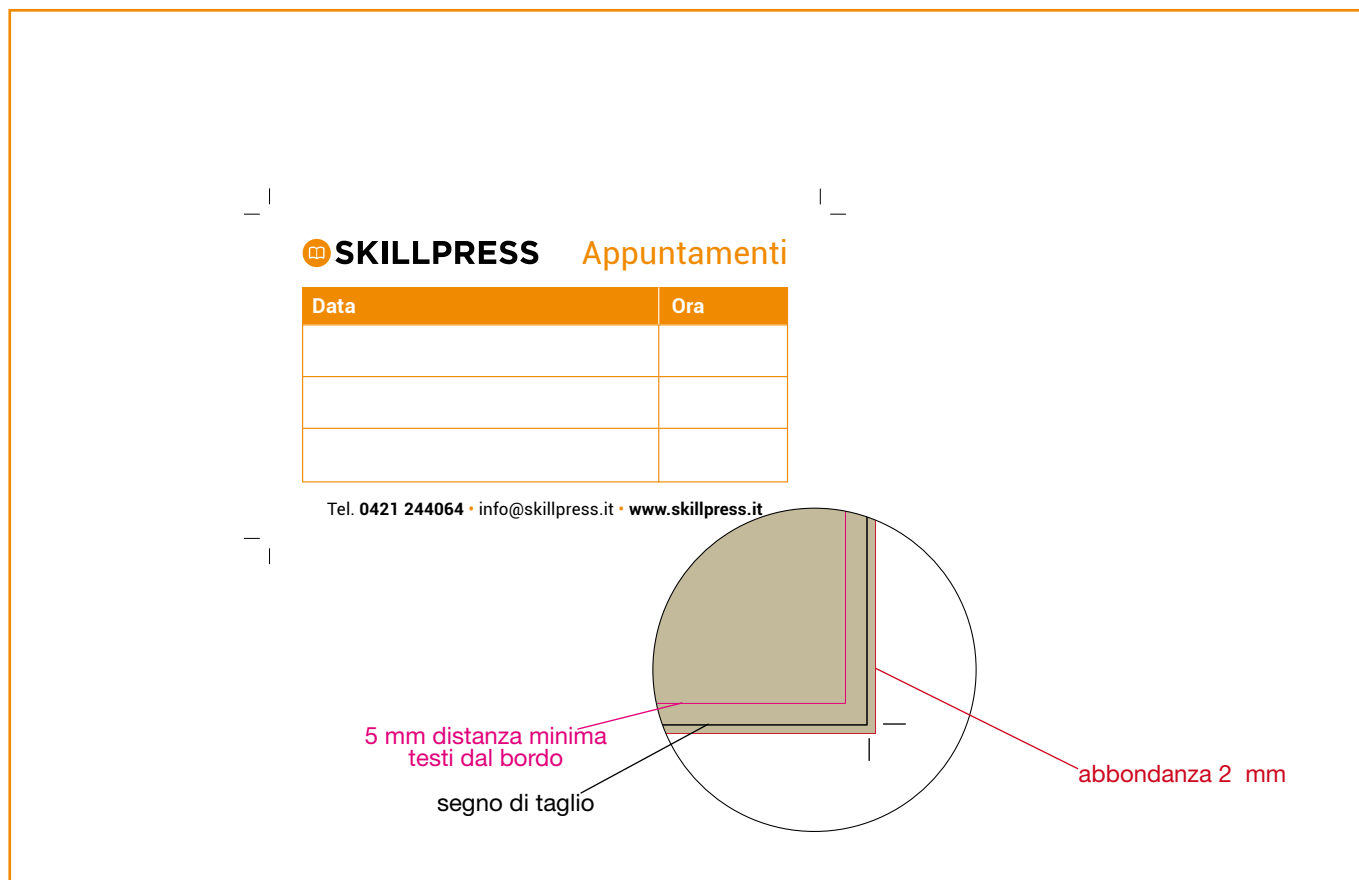 SKILLPRESS Appuntamenti
Data Ora
Tel. 0421 244064 • info@skillpress.it • www.skillpress.it
5 mm distanza minima
testi dal bordo
segno di taglio
abbondanza 2 mm